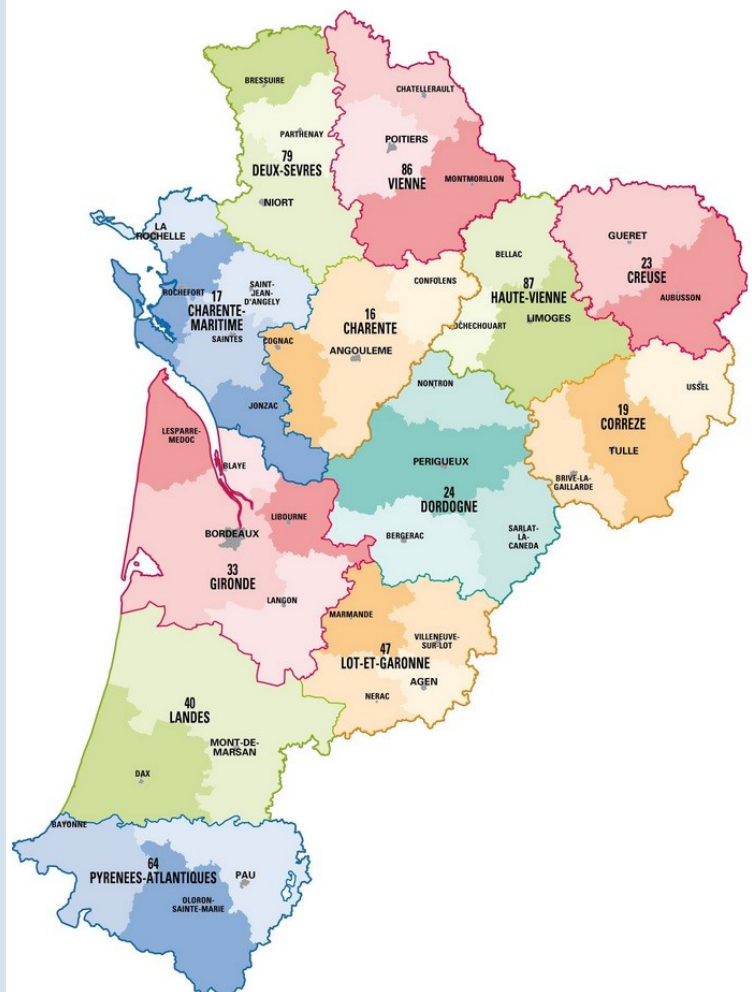 BRESSUIRE
CHATELLERAULT
PARTHENAY
POITIERS
79
DEUX-SEVRES
86
VIENNE
MONTMORILLON
NIORT
LA
ROCHELLE
GUERET
23
CREUSE
AUBUSSON
BELLAC
87
HAUTE-VIENNE
LIMOGES
OCHECHOUART
CONFOLENS
16
CHARENTE
ANGOULEME
COGNAC
ROCHEFORT
SAINT-
JEAN-
D'ANGELY
17
CHARENTE-
MARITIME
SAINTES
JONZAC
NONTRON
USSEL
19
CORREZE
TULLE
BRIVE-LA-
GAILLARDE
LESPARRE-
MEDOC
BLAYE
PERIGUEUX
24
DORDOGNE
LIBOURNE
BORDEAUX
BERGERAC
SARLAT-
LA-
CANEDA
33
GIRONDE
LANGON
MARMANDE
VILLENEUVE-
SUR-LOT
47
LOT-ET-GARONNE
AGEN
NERAC
40
LANDES
MONT-DE-
MARSAN
DAX
BAYONNE
64
PYRENEES-ATLANTIQUES
PAU
OLORON-
SAINTE-MARIE